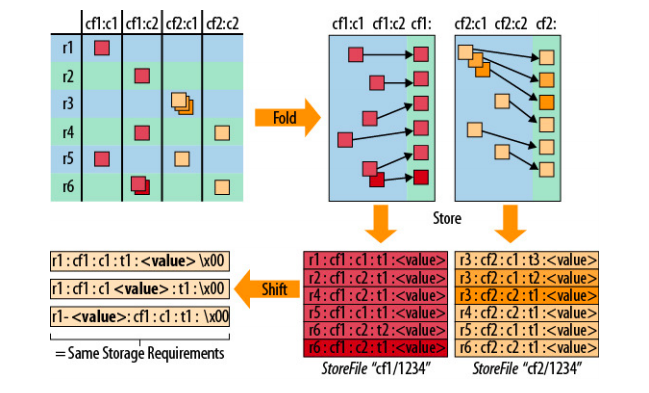 cf1:c1 cf1:c2 cf2:c1 cf2:c2
r1
r2
r3
r4
r5
r6
Fold
cf1:c1 cf1:c2 cf1:
cf2:c1 cf2:c2 cf2:
Store
r1 : cf1 : c1 : t1 : <value>
r2 : cf1 : c2 : t1 : <value>
r4 : cf1 : c2 : t1 : <value>
r5 : cf1 : c1 : t1 : <value>
r6 : cf1 : c2 : t2 : <value>
r6 : cf1 : c2 : t1 : <value>
StoreFile “cf1/1234”
r3 : cf2 : c1 : t3 : <value>
r3 : cf2 : c1 : t2 : <value>
r3 : cf2 : c2 : t1 : <value>
r4 : cf2 : c2 : t1 : <value>
r5 : cf2 : c1 : t1 : <value>
r6 : cf2 : c2 : t1 : <value>
StoreFile “cf2/1234”
Shift
r1 : cf1 : c1 : t1 : <value> \x00
r1 : cf1 : c1 <value> : t1 : \x00
r1- <value>: cf1 : c1 : t1 : \x00
= Same Storage Requirements